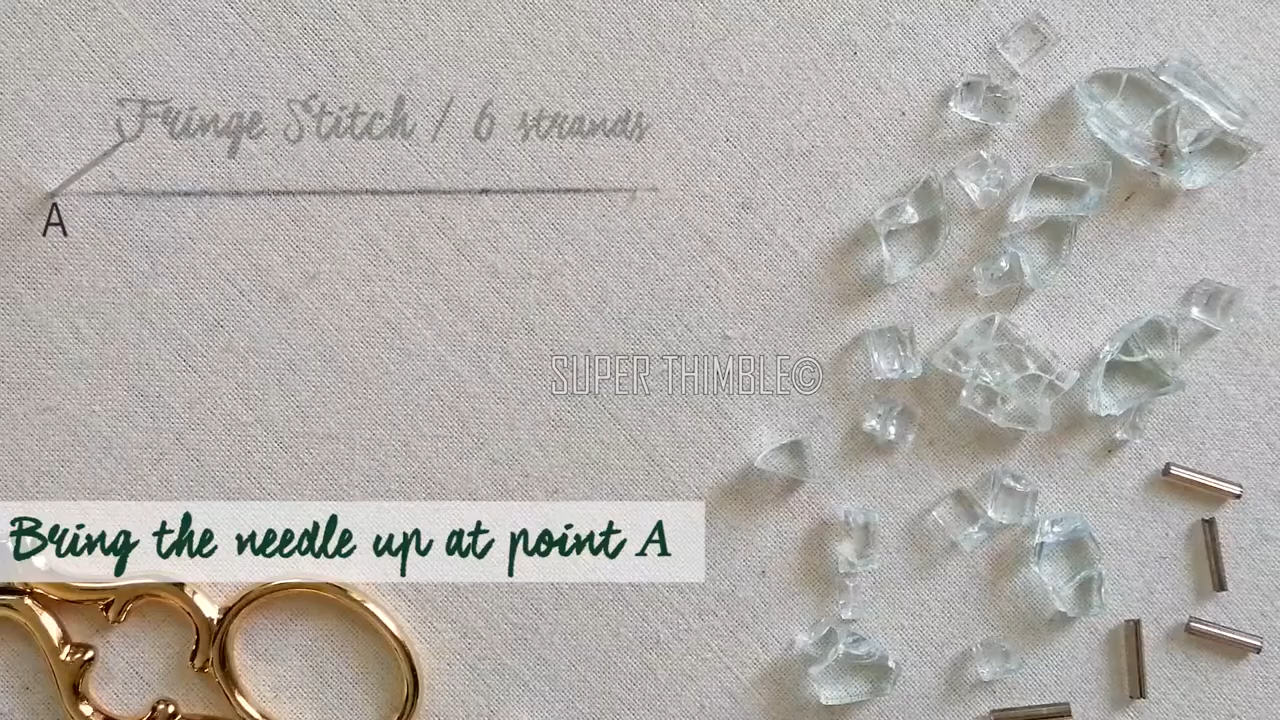 Fringe Stitch / 6 strands
A
SUPER THIMBLE©
Bring the needle up at point A